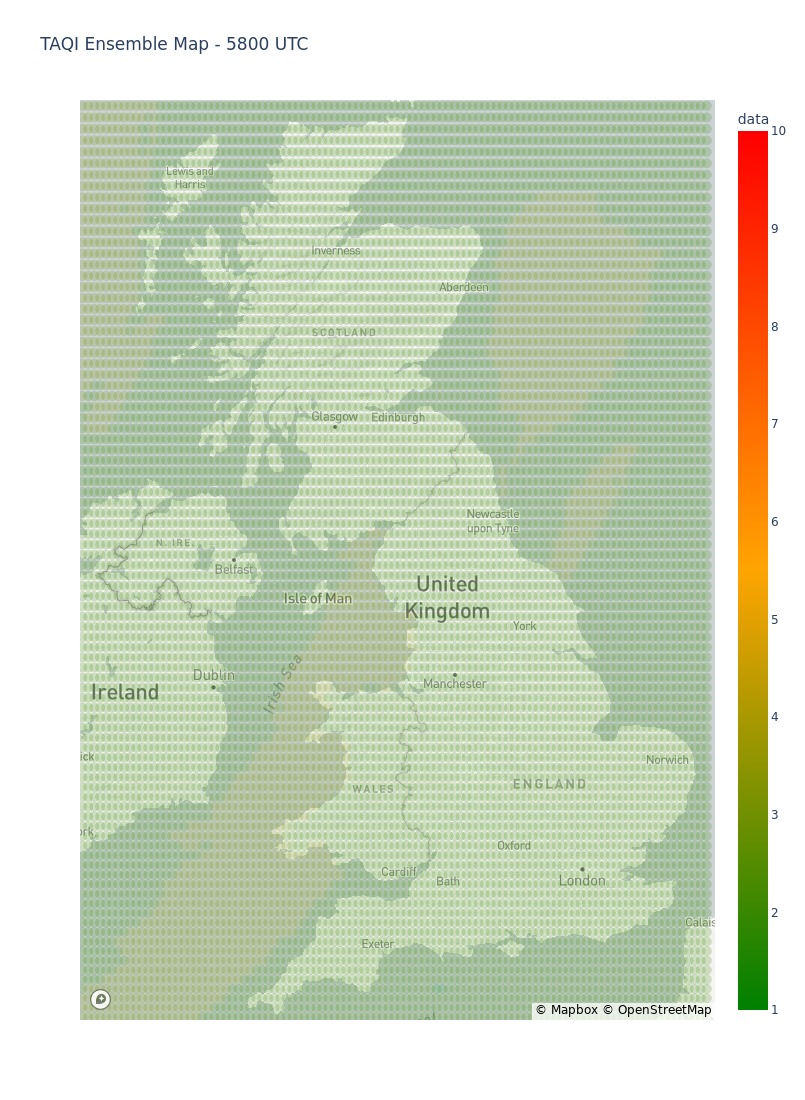 TAQI Ensemble Map - 5800 UTC
data
10
9
8
7
6
5
4
3
2
1
Lewis and
Harris
Inverness
Aberdeen
SCOTLAND
Glasgow
Edinburgh
Newcastle
upon Tyne
N. IRE.
Belfast
Isle of Man
United
Kingdom
York
Irish Sea
Dublin
Manchester
Ireland
ick
Norwich
WALES
ENGLAND
rk
Oxford
Cardiff
Bath
London
Calais
Exeter
© Mapbox © OpenStreetMap